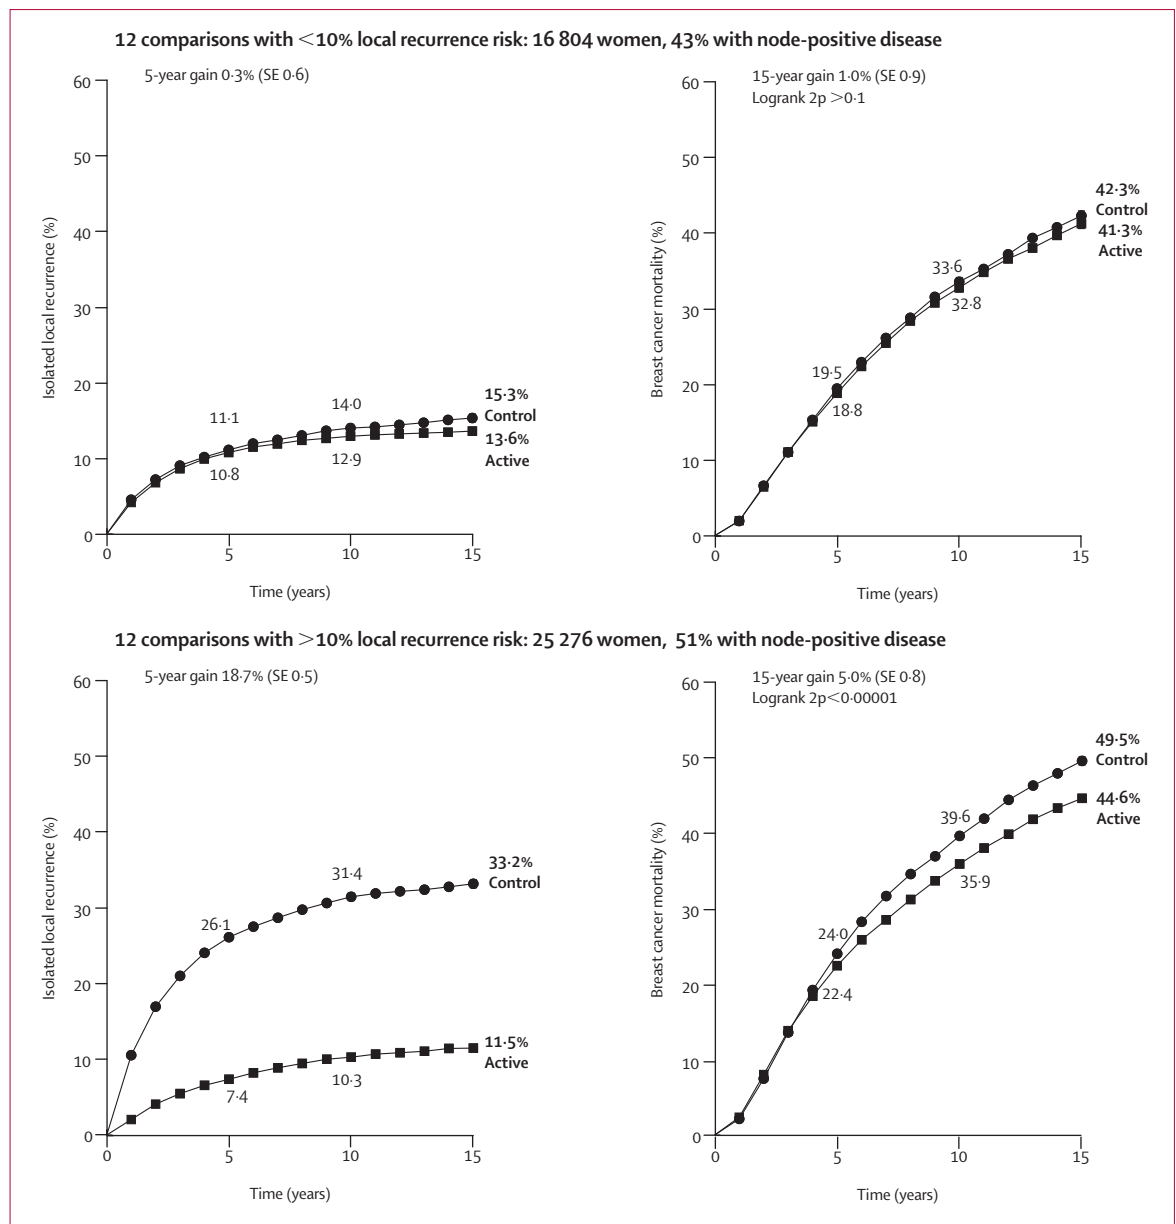 12 comparisons with <10% local recurrence risk: 16 804 women, 43% with node-positive disease
5-year gain 0·3% (SE 0·6)
60
50
40
30
20
10
0
Isolated local recurrence (%)
11·1
14·0
10·8
12·9
15·3%
Control
13·6%
Active
0
5
10
15
Time (years)
15-year gain 1·0% (SE 0·9)
Logrank 2p >0·1
60
50
40
30
20
10
0
Breast cancer mortality (%)
19·5
18·8
33·6
32·8
42·3%
Control
41·3%
Active
0
5
10
15
Time (years)
12 comparisons with >10% local recurrence risk: 25 276 women, 51% with node-positive disease
5-year gain 18·7% (SE 0·5)
60
50
40
30
20
10
0
Isolated local recurrence (%)
26·1
31·4
7·4
10·3
33·2%
Control
11·5%
Active
0
5
10
15
Time (years)
15-year gain 5·0% (SE 0·8)
Logrank 2p<0·00001
60
50
40
30
20
10
0
Breast cancer mortality (%)
24·0
22·4
39·6
35·9
49·5%
Control
44·6%
Active
0
5
10
15
Time (years)